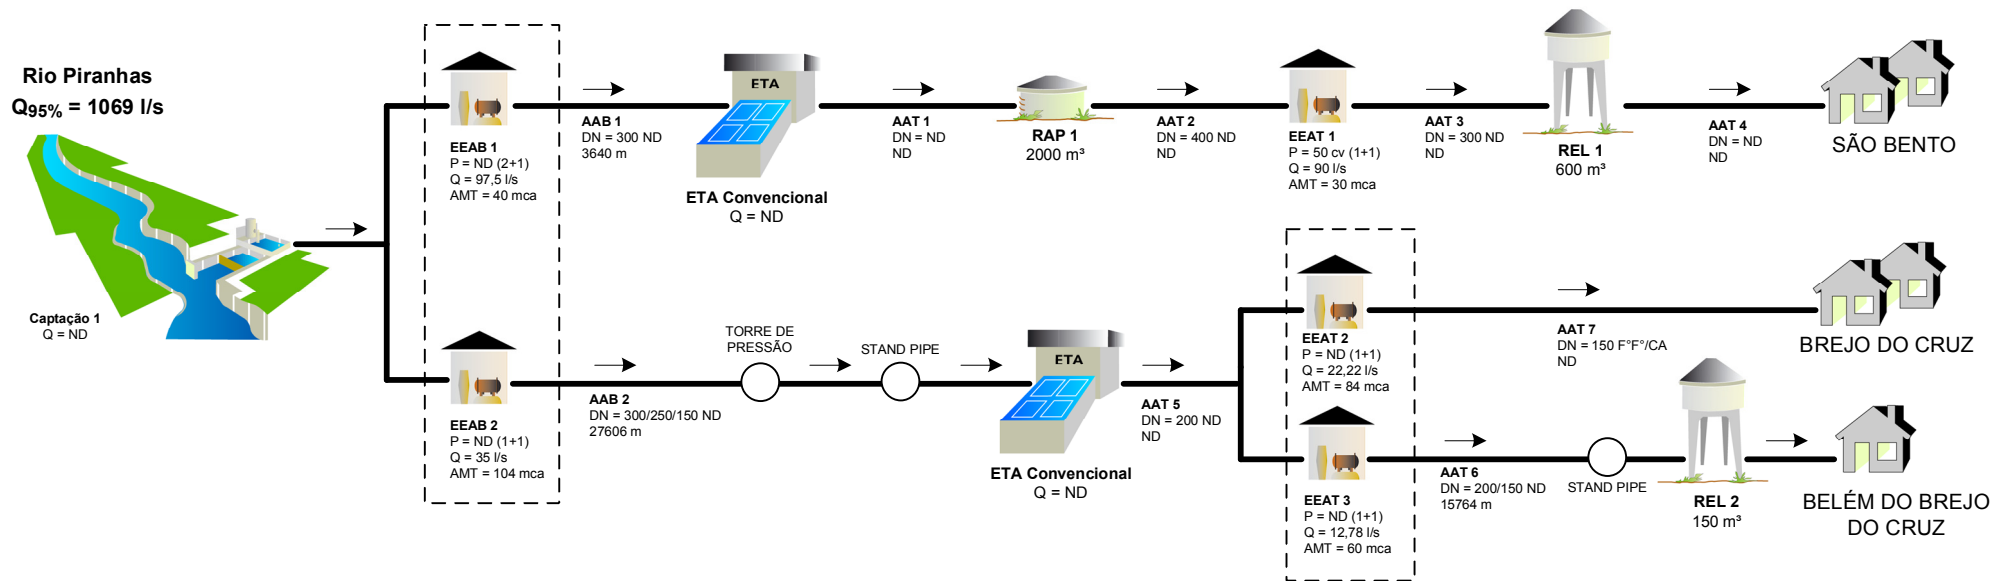 Rio Piranhas
Q95% = 1069 l/s
Captação 1
Q = ND
EEAB 1
P = ND (2+1)
Q = 97,5 l/s
AMT = 40 mca
AAB 1
DN = 300 ND
3640 m
ETA
ETA Convencional
Q = ND
AAT 1
DN = ND
ND
RAP 1
2000 m³
AAT 2
DN = 400 ND
ND
EEAT 1
P = 50 cv (1+1)
Q = 90 l/s
AMT = 30 mca
AAT 3
DN = 300 ND
ND
REL 1
600 m³
AAT 4
DN = ND
ND
SÃO BENTO
EEAB 2
P = ND (1+1)
Q = 35 l/s
AMT = 104 mca
AAB 2
DN = 300/250/150 ND
27606 m
TORRE DE
PRESSÃO
STAND PIPE
ETA
ETA Convencional
Q = ND
AAT 5
DN = 200 ND
ND
EEAT 2
P = ND (1+1)
Q = 22,22 l/s
AMT = 84 mca
AAT 7
DN = 150 F°F°/CA
ND
BREJO DO CRUZ
EEAT 3
P = ND (1+1)
Q = 12,78 l/s
AMT = 60 mca
AAT 6
DN = 200/150 ND
15764 m
STAND PIPE
REL 2
150 m³
BELÉM DO BREJO
DO CRUZ